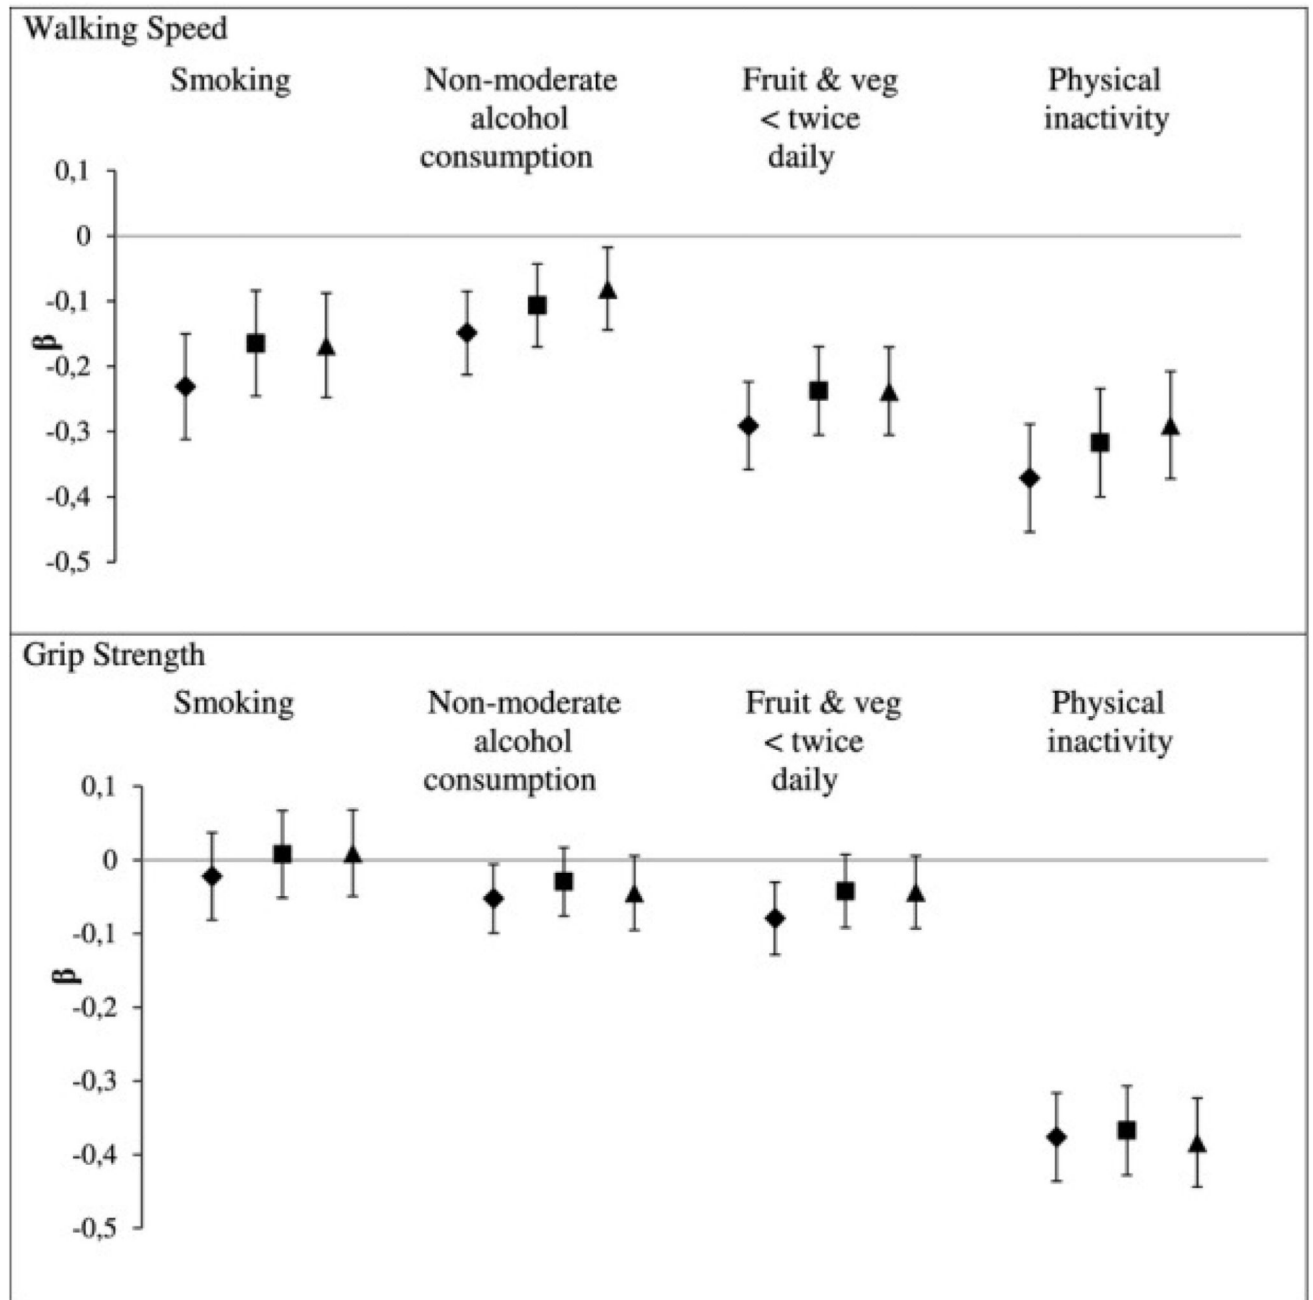 Walking Speed
Smoking
Non-moderate
alcohol
consumption
Fruit & veg
< twice
daily
Physical
inactivity
0,1
0
-0,1
-0,2
-0,3
-0,4
-0,5
β
Grip Strength
Smoking
Non-moderate
alcohol
consumption
Fruit & veg
< twice
daily
Physical
inactivity
0,1
0
-0,1
-0,2
-0,3
-0,4
-0,5
β